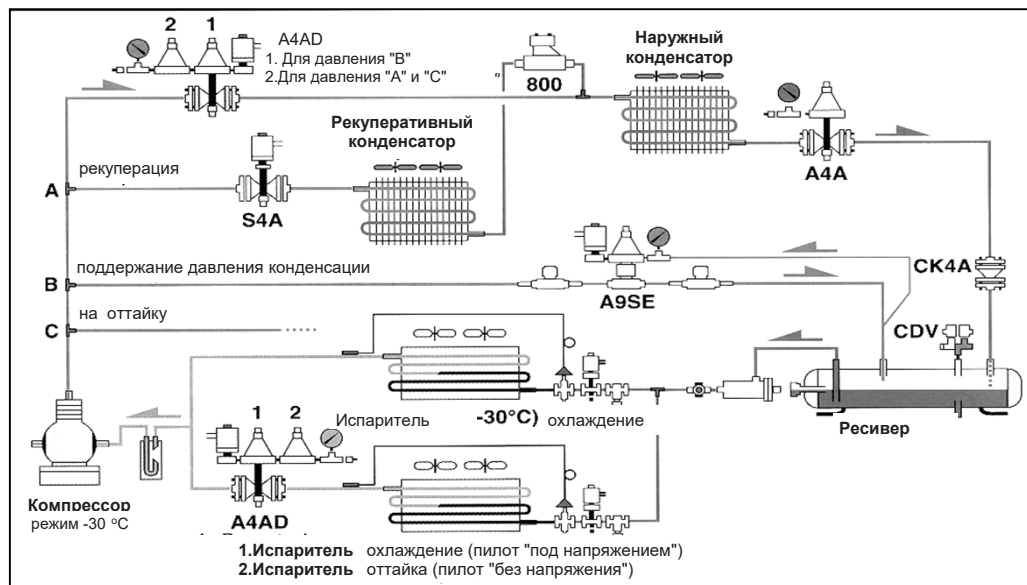 2 1
A4AD
1. Для давления "B"
2.Для давления "A" и "C"
800
Наружный
конденсатор
Рекуперативный
конденсатор
A4A
A
рекуперация
S4A
B
поддержание давления конденсации
A9SE
CK4A
C
на оттайку
CDV
1 2
Испаритель
-30°C) охлаждение
Ресивер
Компрессор
режим -30 °C
A4AD
1.Испаритель охлаждение (пилот "под напряжением")
2.Испаритель оттайка (пилот "без напряжения")